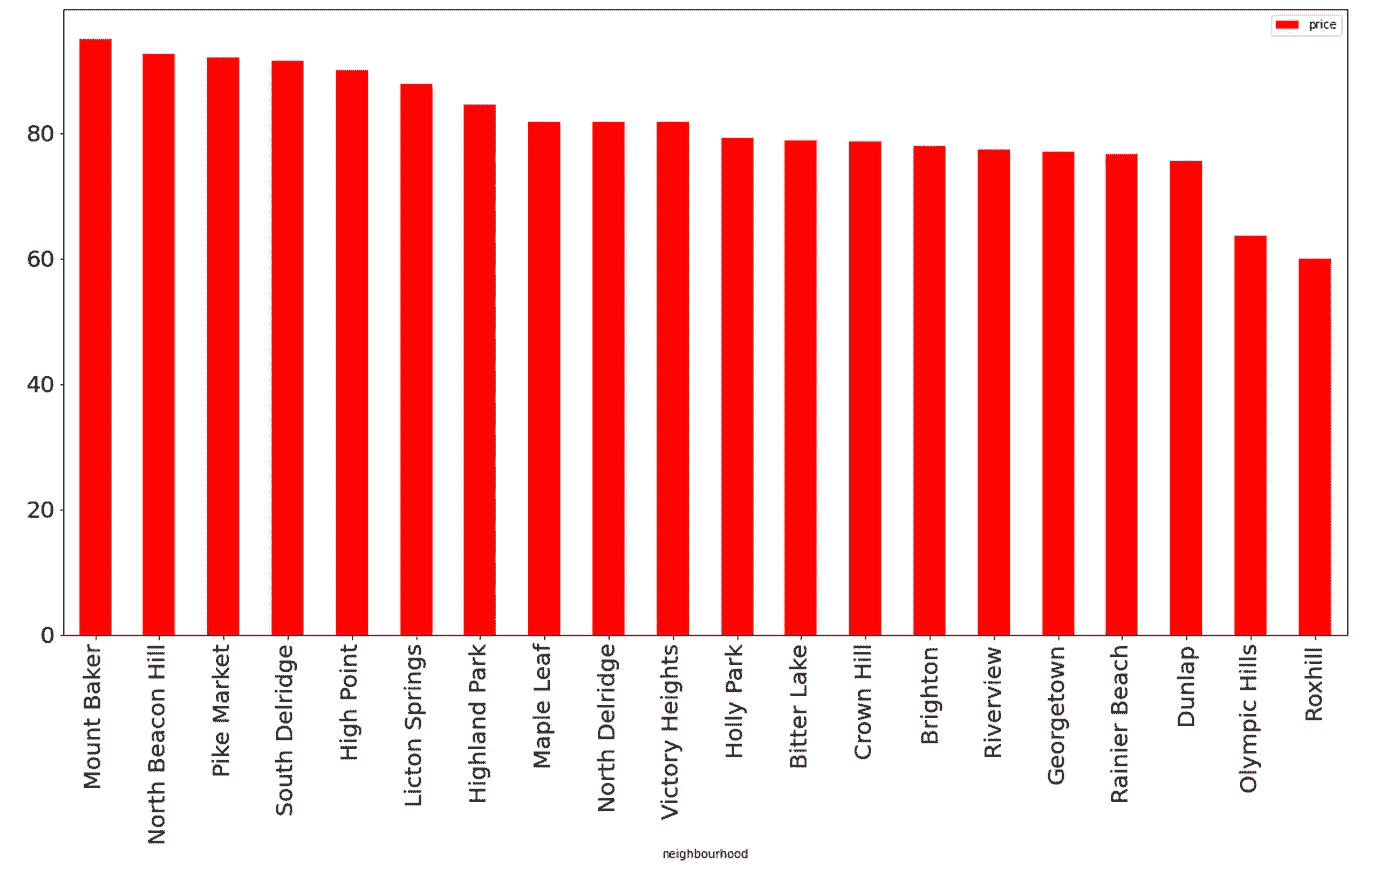 price
80
60
40
20
0
Mount Baker
North Beacon Hill
Pike Market
South Delridge
High Point
Licton Springs
Highland Park
Maple Leaf
North Delridge
Victory Heights
Holly Park
Bitter Lake
Crown Hill
Brighton
Riverview
Georgetown
Rainier Beach
Dunlap
Olympic Hills
Roxhill
neighbourhood